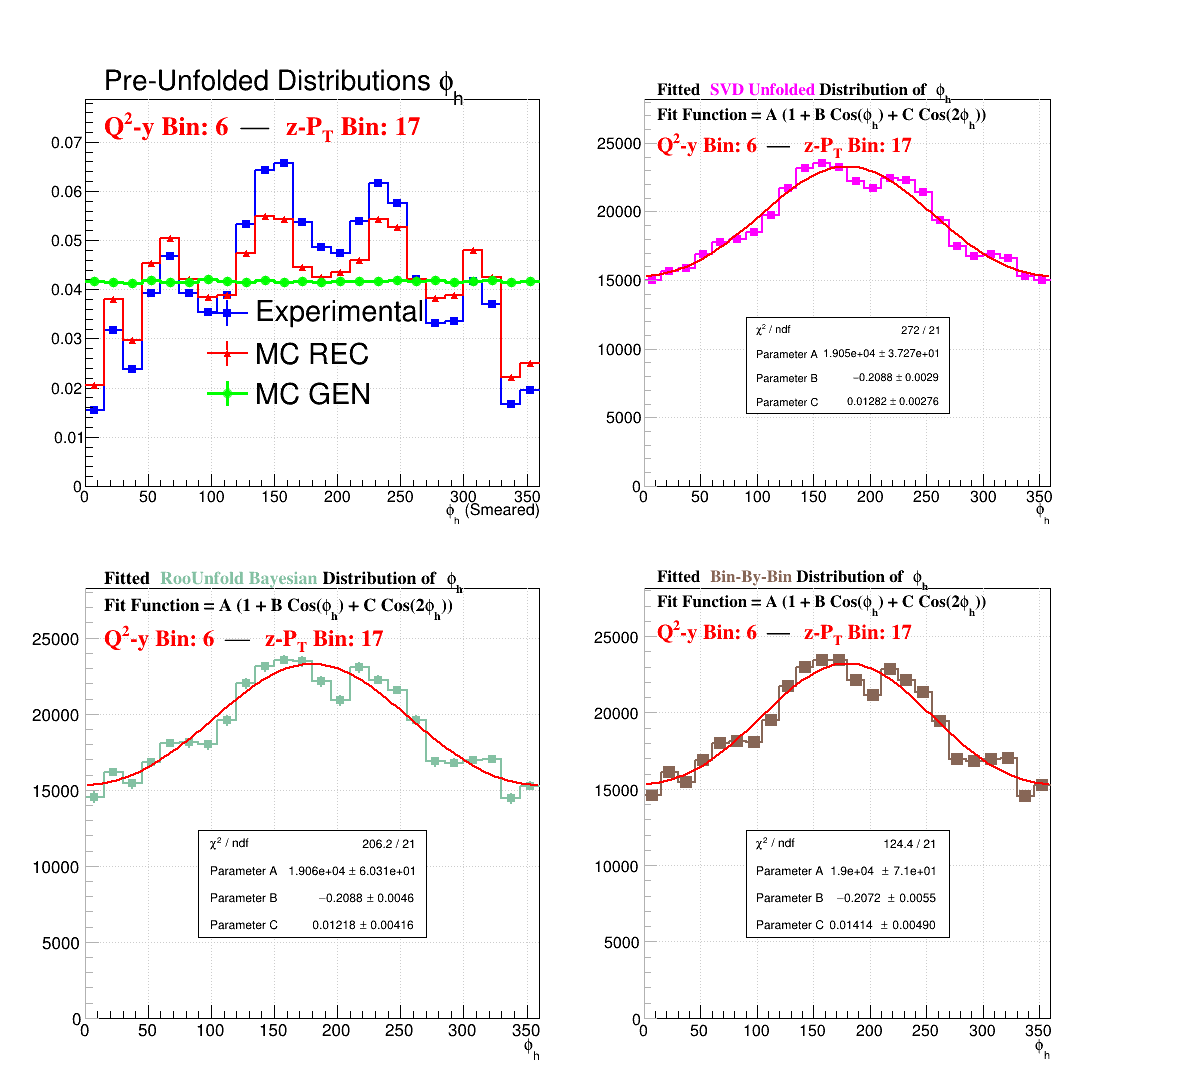 Pre-Unfolded Distributions ϕh
Q²-y Bin: 6 — z-PT Bin: 17
0.07
0.06
0.05
0.04
0.03
0.02
0.01
0
Experimental
MC REC
MC GEN
0 50 100 150 200 250 300 350
ϕh (Smeared)
Fitted SVD Unfolded Distribution of ϕh
Fit Function = A (1 + B Cos(ϕh) + C Cos(2ϕh))
Q²-y Bin: 6 — z-PT Bin: 17
25000
20000
15000
10000
5000
0
χ² / ndf 272 / 21
Parameter A 1.905e+04 ± 3.727e+01
Parameter B −0.2088 ± 0.0029
Parameter C 0.01282 ± 0.00276
0 50 100 150 200 250 300 350
ϕh
Fitted RooUnfold Bayesian Distribution of ϕh
Fit Function = A (1 + B Cos(ϕh) + C Cos(2ϕh))
Q²-y Bin: 6 — z-PT Bin: 17
25000
20000
15000
10000
5000
0
χ² / ndf 206.2 / 21
Parameter A 1.906e+04 ± 6.031e+01
Parameter B −0.2088 ± 0.0046
Parameter C 0.01218 ± 0.00416
0 50 100 150 200 250 300 350
ϕh
Fitted Bin-By-Bin Distribution of ϕh
Fit Function = A (1 + B Cos(ϕh) + C Cos(2ϕh))
Q²-y Bin: 6 — z-PT Bin: 17
25000
20000
15000
10000
5000
0
χ² / ndf 124.4 / 21
Parameter A 1.9e+04 ± 7.1e+01
Parameter B −0.2072 ± 0.0055
Parameter C 0.01414 ± 0.00490
0 50 100 150 200 250 300 350
ϕh